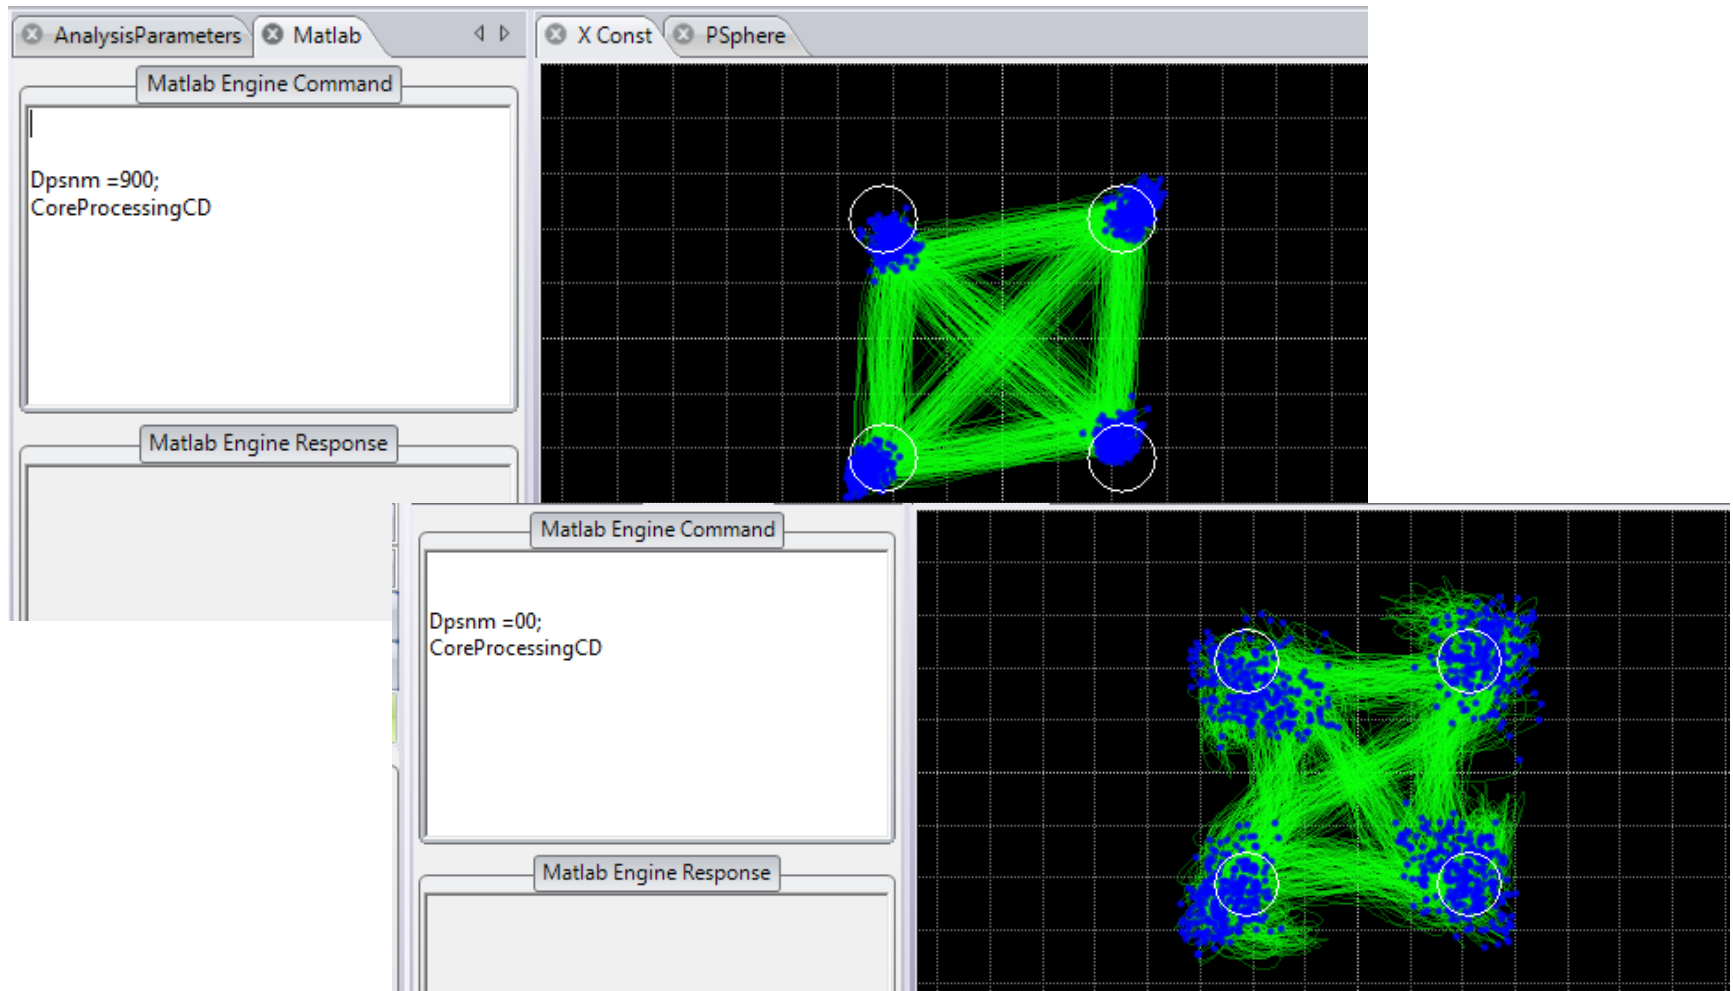 AnalysisParameters
Matlab
X Const
PSphere
Matlab Engine Command
Dpsnm =900;
CoreProcessingCD
Matlab Engine Response
Matlab Engine Command
Dpsnm =00;
CoreProcessingCD
Matlab Engine Response